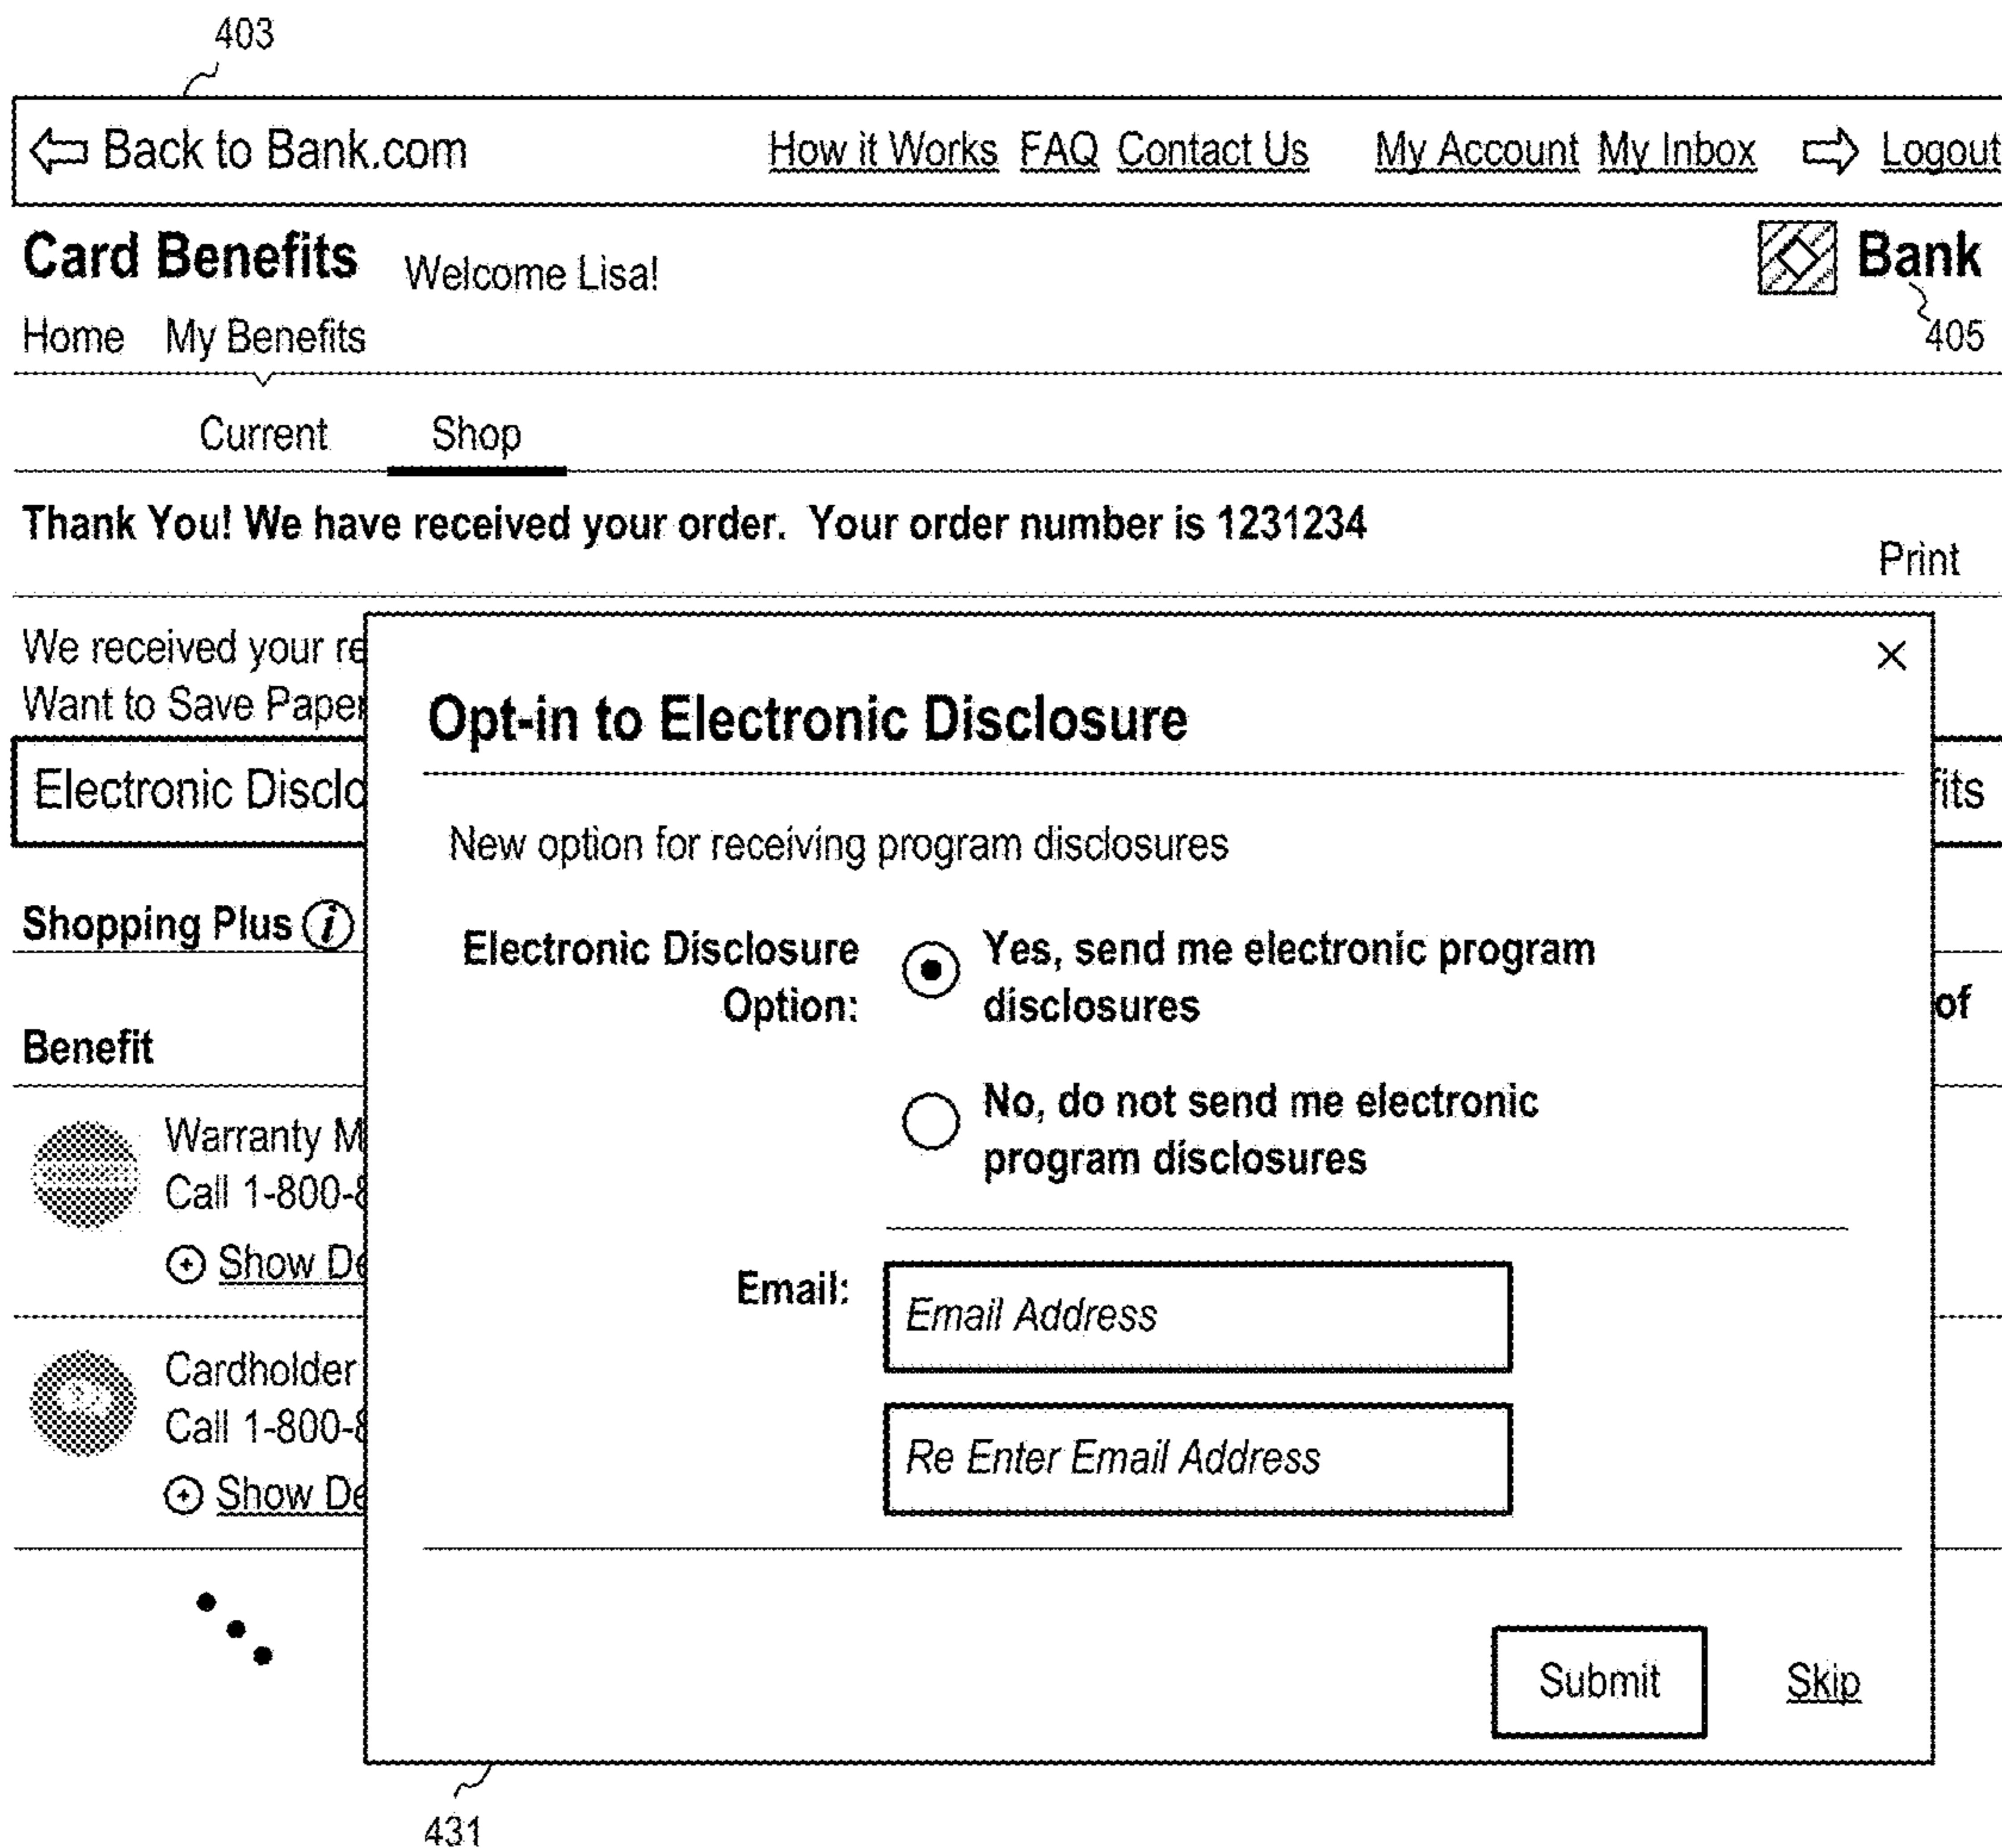 403
Back to Bank.com How it Works FAQ Contact Us My Account My Inbox Logout
Card Benefits Welcome Lisa! Bank
405
Home My Benefits
Current Shop
Thank You! We have received your order. Your order number is 1231234
Print
We received your re
Want to Save Paper
Electronic Disclo
fits
Shopping Plus i
of
Benefit
Warranty M
Call 1-800-8
Show De
Cardholder
Call 1-800-8
Show De
×
Opt-in to Electronic Disclosure
New option for receiving program disclosures
Electronic Disclosure
Option:
Yes, send me electronic program
disclosures
No, do not send me electronic
program disclosures
Email:
Email Address
Re Enter Email Address
Submit Skip
431